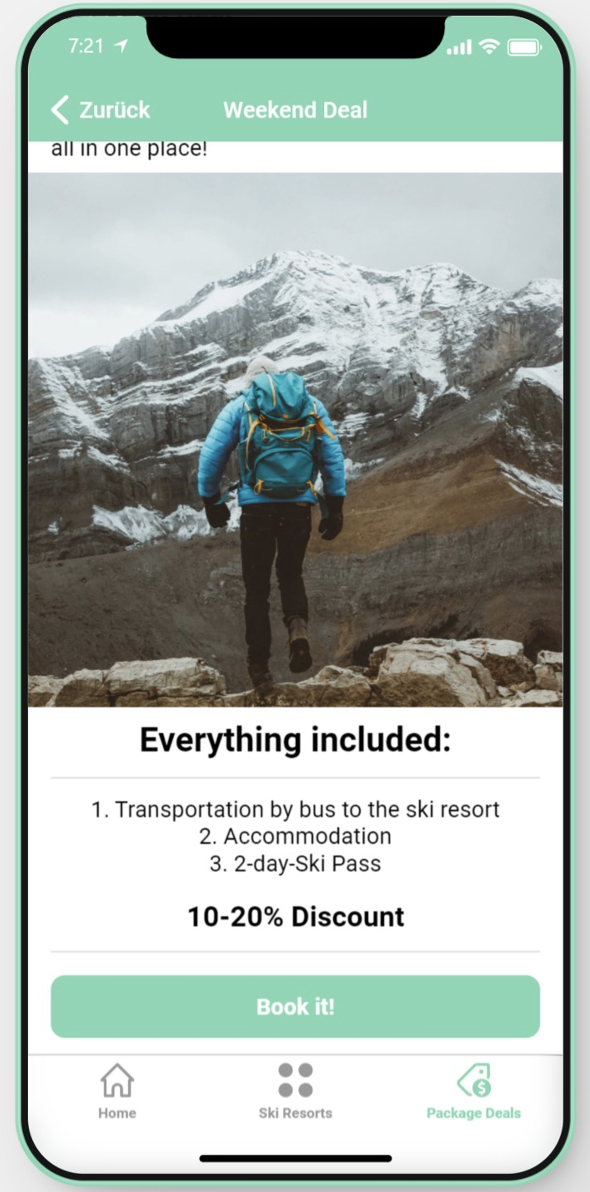 7:21
Zurück
Weekend Deal
all in one place!
Everything included:
1. Transportation by bus to the ski resort
2. Accommodation
3. 2-day-Ski Pass
10-20% Discount
Book it!
Home
Ski Resorts
$
Package Deals